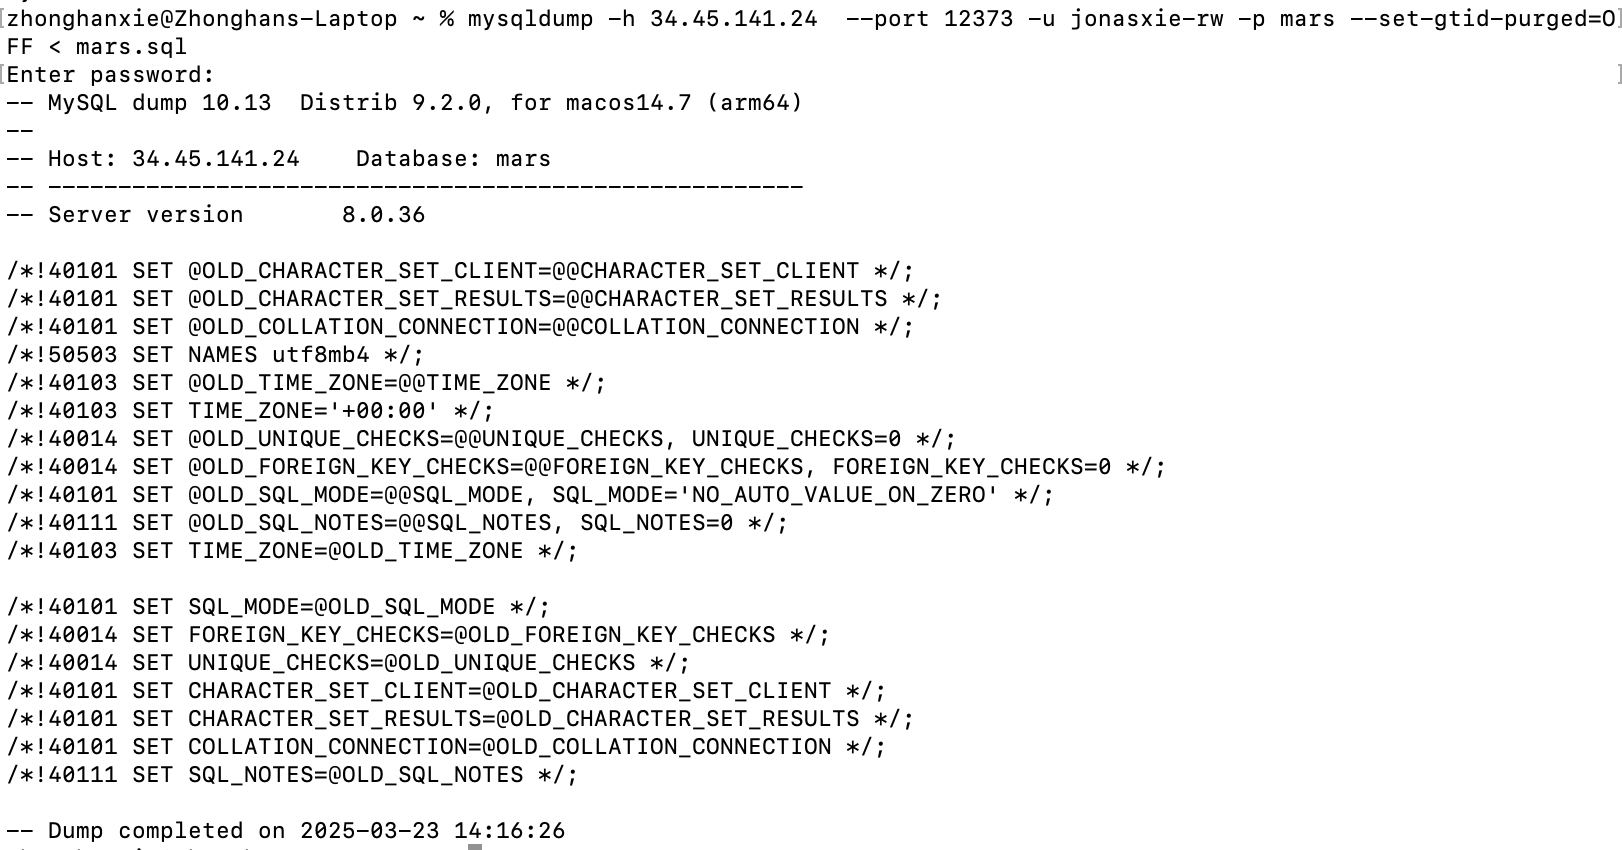 zhonghanxie@Zhonghans-Laptop ~ % mysqldump -h 34.45.141.24  --port 12373 -u jonasxie-rw -p mars --set-gtid-purged=O
FF < mars.sql
Enter password:
-- MySQL dump 10.13  Distrib 9.2.0, for macos14.7 (arm64)
--
-- Host: 34.45.141.24    Database: mars
-- ------------------------------------------------------
-- Server version       8.0.36

/*!40101 SET @OLD_CHARACTER_SET_CLIENT=@@CHARACTER_SET_CLIENT */;
/*!40101 SET @OLD_CHARACTER_SET_RESULTS=@@CHARACTER_SET_RESULTS */;
/*!40101 SET @OLD_COLLATION_CONNECTION=@@COLLATION_CONNECTION */;
/*!50503 SET NAMES utf8mb4 */;
/*!40103 SET @OLD_TIME_ZONE=@@TIME_ZONE */;
/*!40103 SET TIME_ZONE='+00:00' */;
/*!40014 SET @OLD_UNIQUE_CHECKS=@@UNIQUE_CHECKS, UNIQUE_CHECKS=0 */;
/*!40014 SET @OLD_FOREIGN_KEY_CHECKS=@@FOREIGN_KEY_CHECKS, FOREIGN_KEY_CHECKS=0 */;
/*!40101 SET @OLD_SQL_MODE=@@SQL_MODE, SQL_MODE='NO_AUTO_VALUE_ON_ZERO' */;
/*!40111 SET @OLD_SQL_NOTES=@@SQL_NOTES, SQL_NOTES=0 */;
/*!40103 SET TIME_ZONE=@OLD_TIME_ZONE */;

/*!40101 SET SQL_MODE=@OLD_SQL_MODE */;
/*!40014 SET FOREIGN_KEY_CHECKS=@OLD_FOREIGN_KEY_CHECKS */;
/*!40014 SET UNIQUE_CHECKS=@OLD_UNIQUE_CHECKS */;
/*!40101 SET CHARACTER_SET_CLIENT=@OLD_CHARACTER_SET_CLIENT */;
/*!40101 SET CHARACTER_SET_RESULTS=@OLD_CHARACTER_SET_RESULTS */;
/*!40101 SET COLLATION_CONNECTION=@OLD_COLLATION_CONNECTION */;
/*!40111 SET SQL_NOTES=@OLD_SQL_NOTES */;

-- Dump completed on 2025-03-23 14:16:26